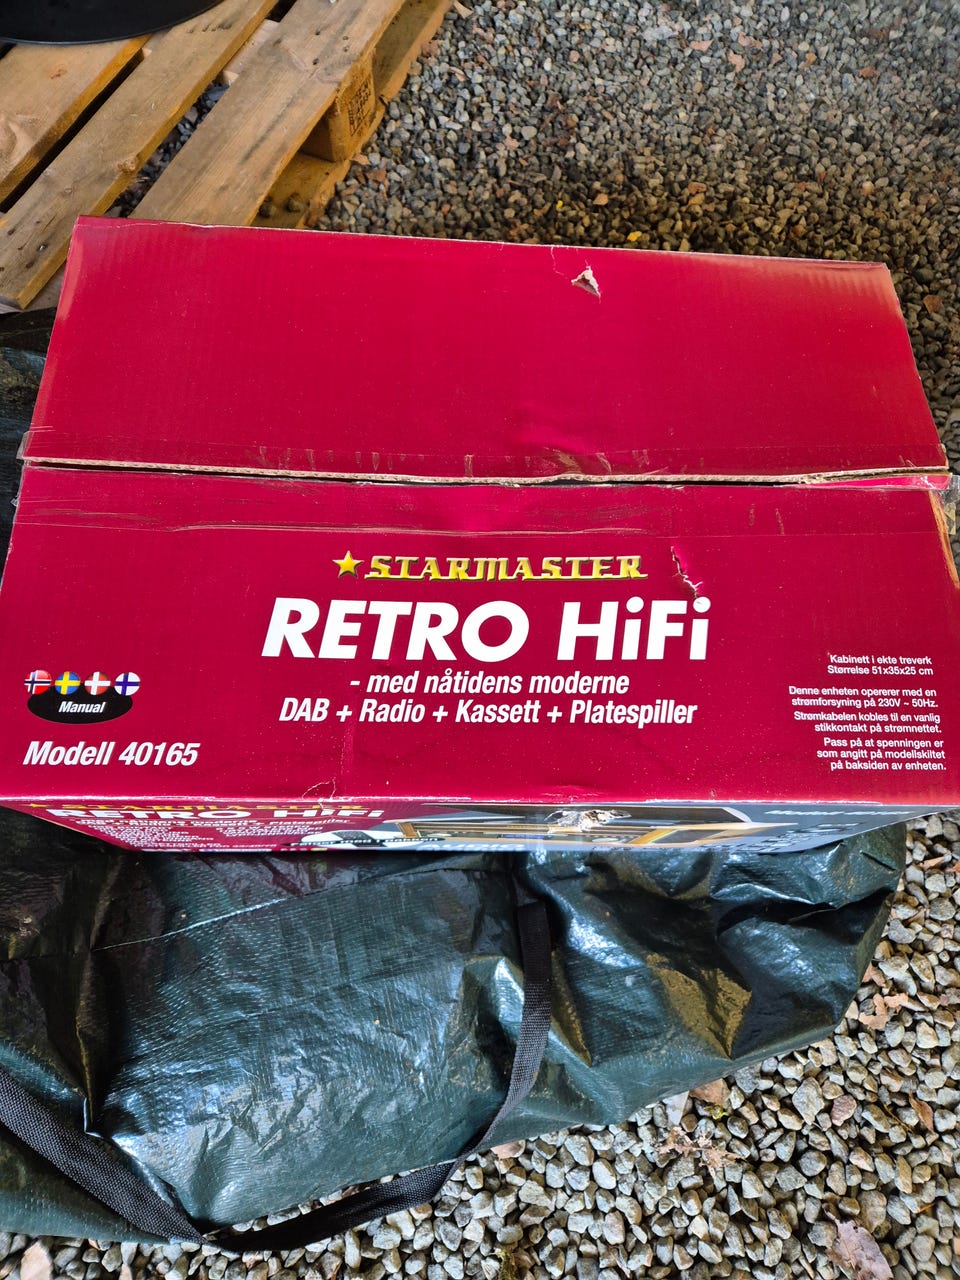 STARMASTER
RETRO HiFi
- med nåtidens moderne
DAB + Radio + Kassett + Platespiller
Manual
Modell 40165
Kabinett i ekte treverk
Størrelse 51x35x25 cm
Denne enheten opererer med en
strømforsyning på 230V ~ 50Hz.
Strømkabelen kobles til en vanlig
stikkontakt på strømnettet.
Pass på at spenningen er
som angitt på modellskiltet
på baksiden av enheten.
STARMASTER
RETRO HiFi